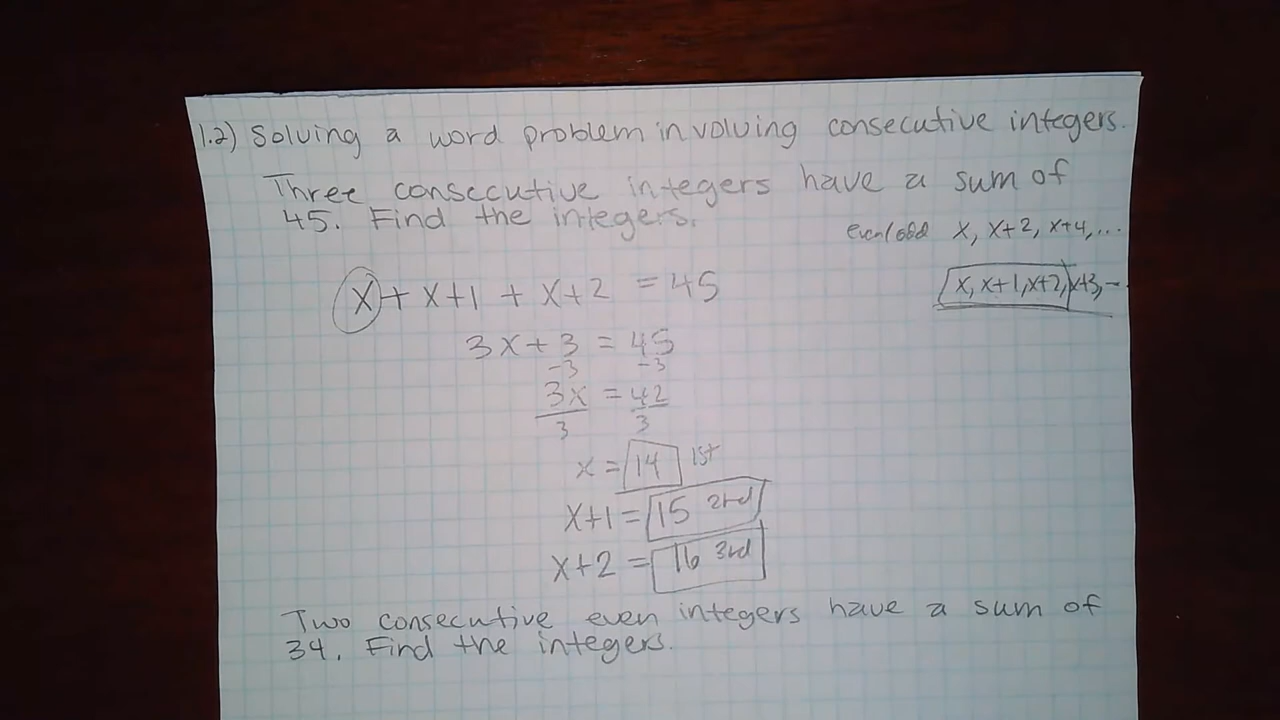 1.2) Solving a word problem involving consecutive integers.
Three consecutive integers have a sum of
45. Find the integers.
even/odd x, x+2, x+4,...
x, x+1, x+2, x+3, --
x + x+1 + x+2 = 45
3x + 3 = 45
-3 -3
3x = 42
3 3
x = 14 1st
x+1 = 15 2rd
x+2 = 16 3rd
Two consecutive even integers have a sum of
34. Find the integers.